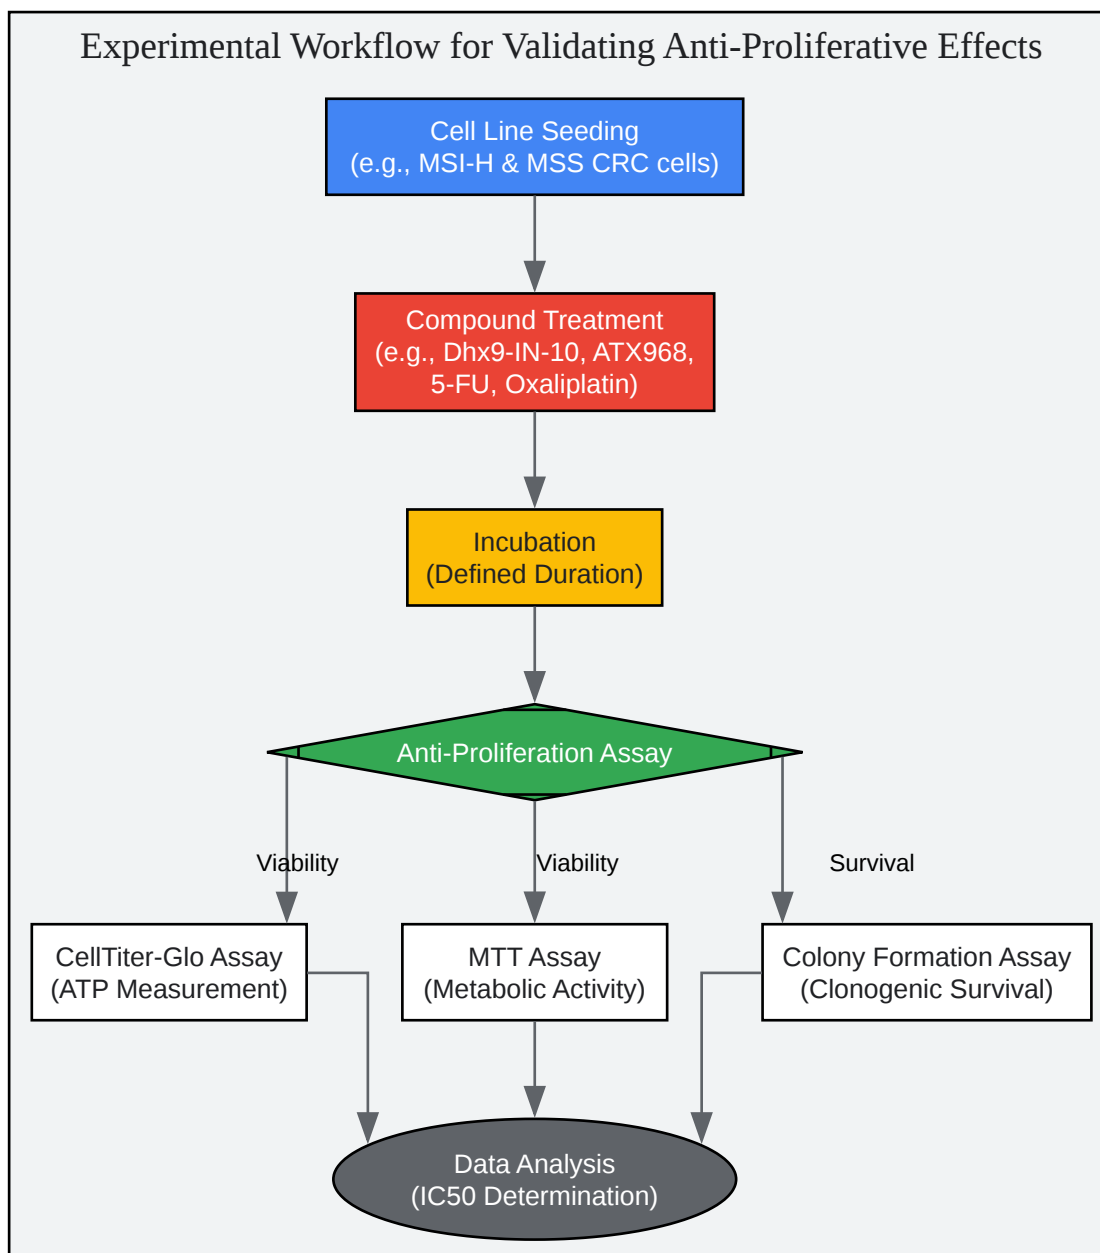 Experimental Workflow for Validating Anti-Proliferative Effects
Cell Line Seeding
(e.g., MSI-H & MSS CRC cells)
Compound Treatment
(e.g., Dhx9-IN-10, ATX968,
5-FU, Oxaliplatin)
Incubation
(Defined Duration)
Anti-Proliferation Assay
Viability
Viability
Survival
CellTiter-Glo Assay
(ATP Measurement)
MTT Assay
(Metabolic Activity)
Colony Formation Assay
(Clonogenic Survival)
Data Analysis
(IC50 Determination)